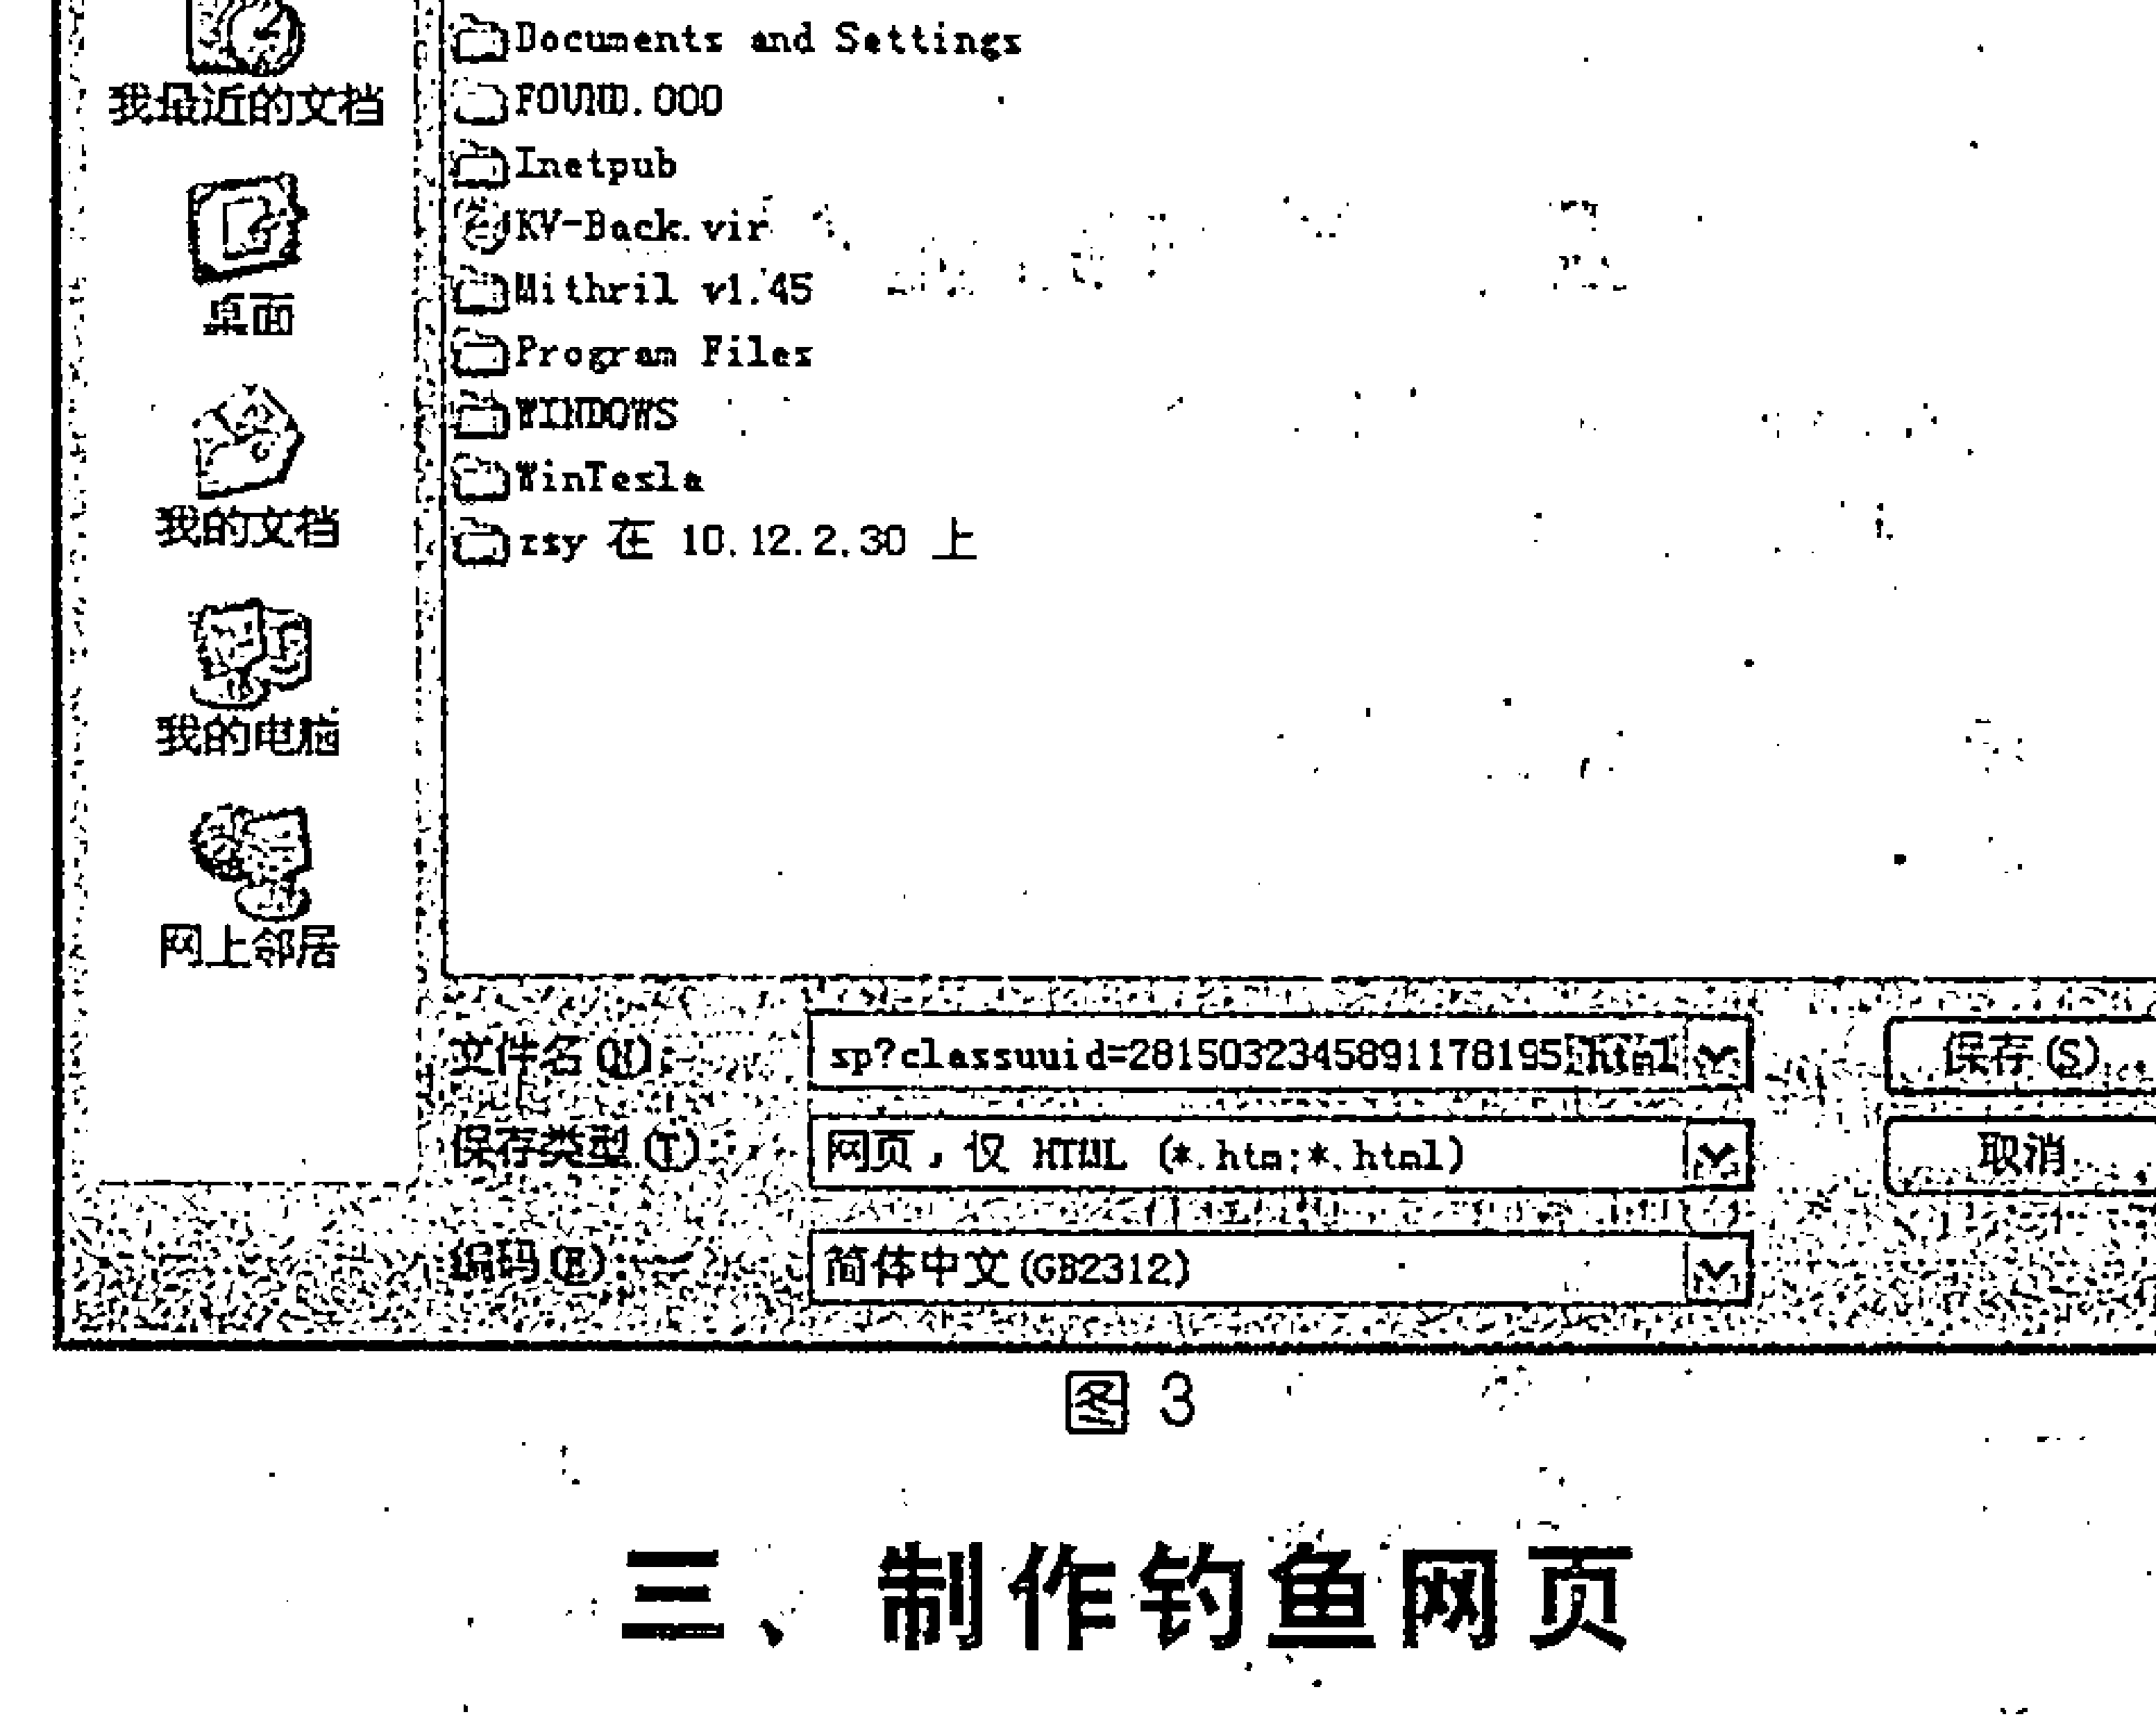 我最近的文档
桌面
我的文档
我的电脑
网上邻居
Documents and Settings
FOUND.000
Inetpub
KV-Back.vir
Mithril v1.45
Program Files
WINDOWS
WinTesla
rsy 在 10.12.2.30 上
文件名(N):
sp?classuuid=2815032345891178195.html
保存(S)
保存类型(T)
网页，仅 HTML (*.htm;*.html)
取消
编码(E):
简体中文(GB2312)
图 3
三、制作钓鱼网页